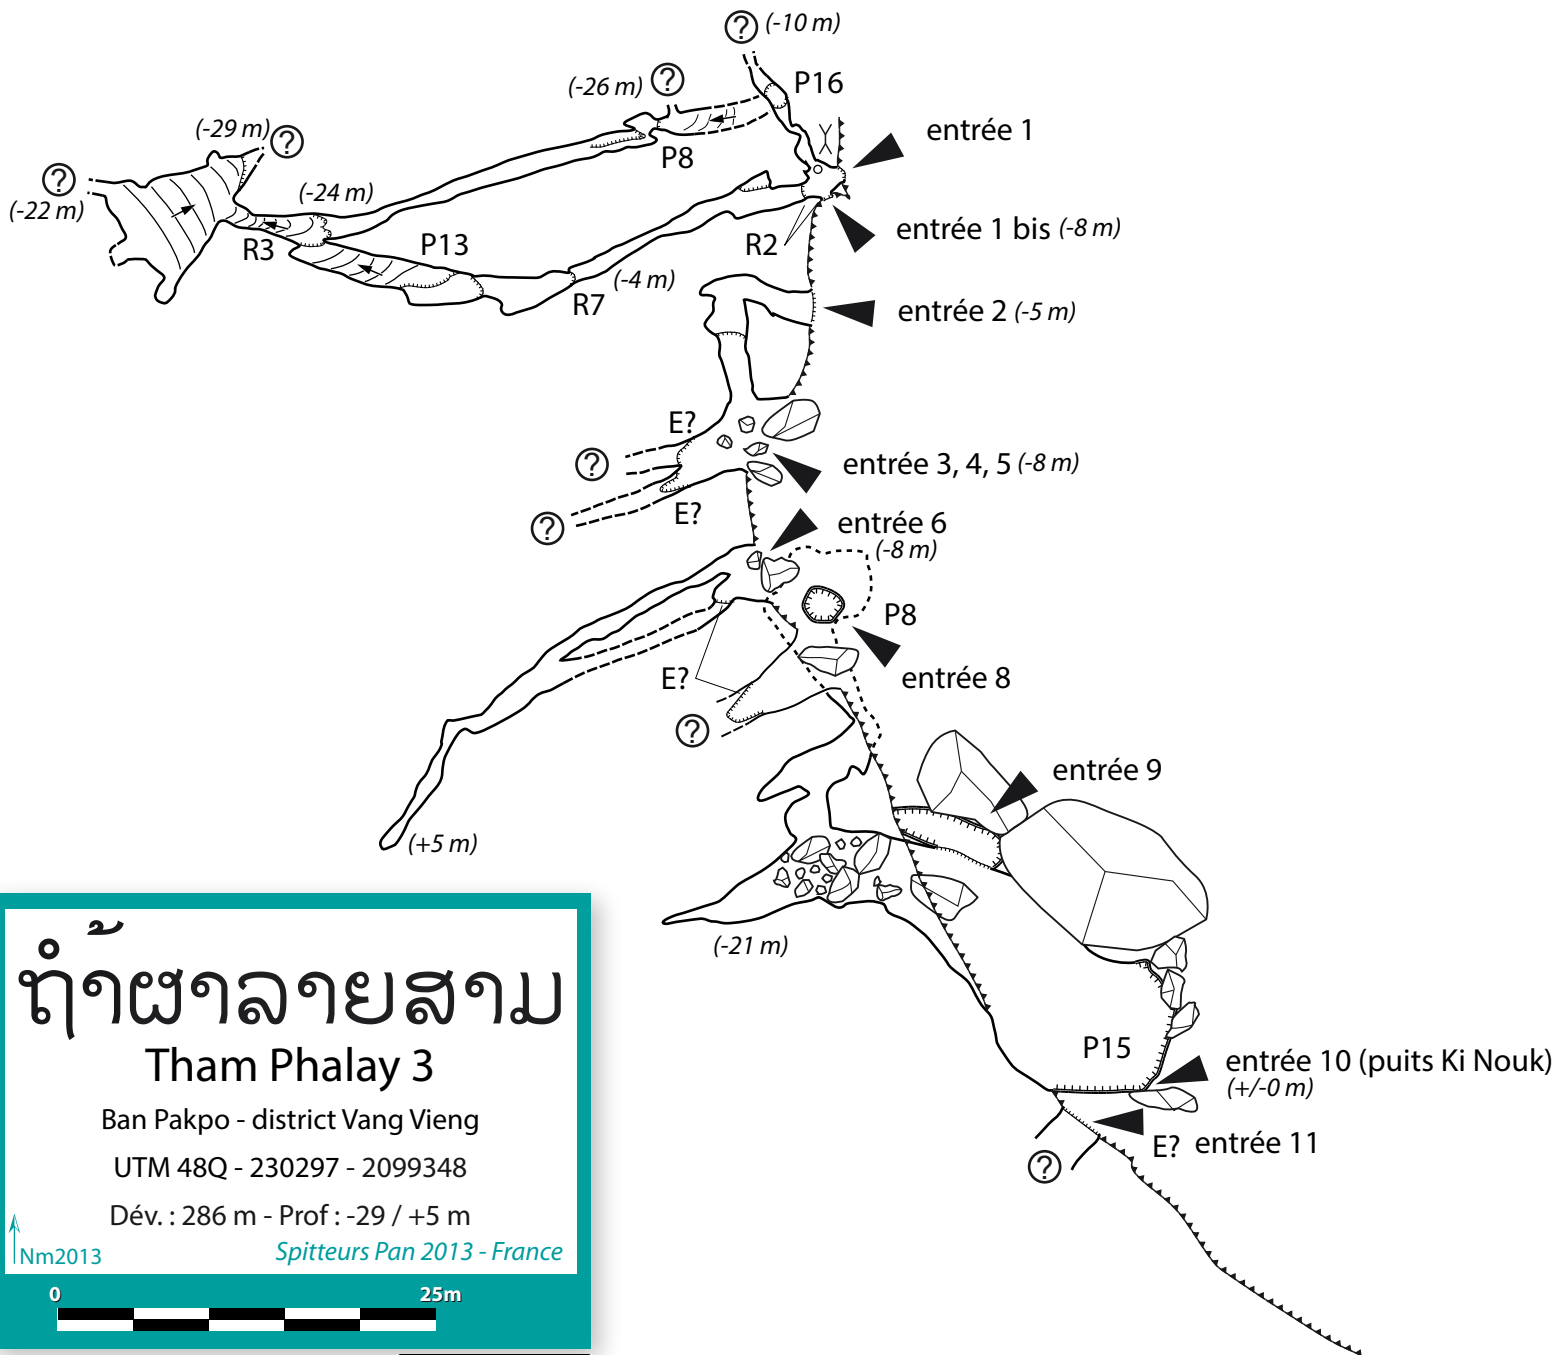 ? (-10 m)
(-26 m) ?
P16
entrée 1
(-29 m) ?
P8
? (-22 m)
(-24 m)
R3
P13
R2
entrée 1 bis (-8 m)
(-4 m)
R7
entrée 2 (-5 m)
E?
?
entrée 3, 4, 5 (-8 m)
E?
?
entrée 6
(-8 m)
P8
E?
entrée 8
?
entrée 9
(+5 m)
(-21 m)
P15
entrée 10 (puits Ki Nouk)
(+/-0 m)
E? entrée 11
?
ຖ້ຳຜາລາຍສາມ
Tham Phalay 3
Ban Pakpo - district Vang Vieng
UTM 48Q - 230297 - 2099348
Dév. : 286 m - Prof : -29 / +5 m
Nm2013
Spitteurs Pan 2013 - France
0 25m